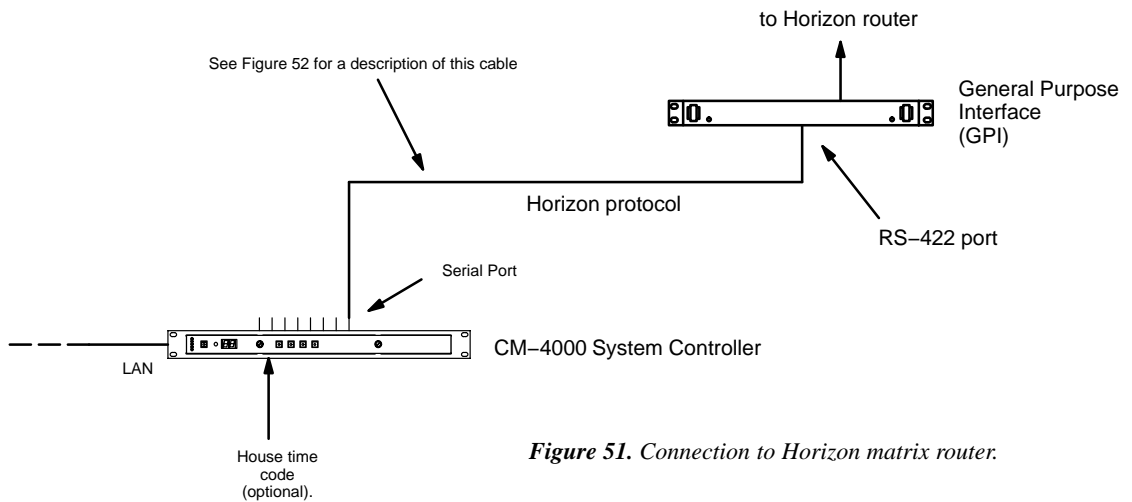 to Horizon router
See Figure 52 for a description of this cable
General Purpose
Interface
(GPI)
Horizon protocol
RS−422 port
Serial Port
CM−4000 System Controller
LAN
House time
code
(optional).
Figure 51. Connection to Horizon matrix router.